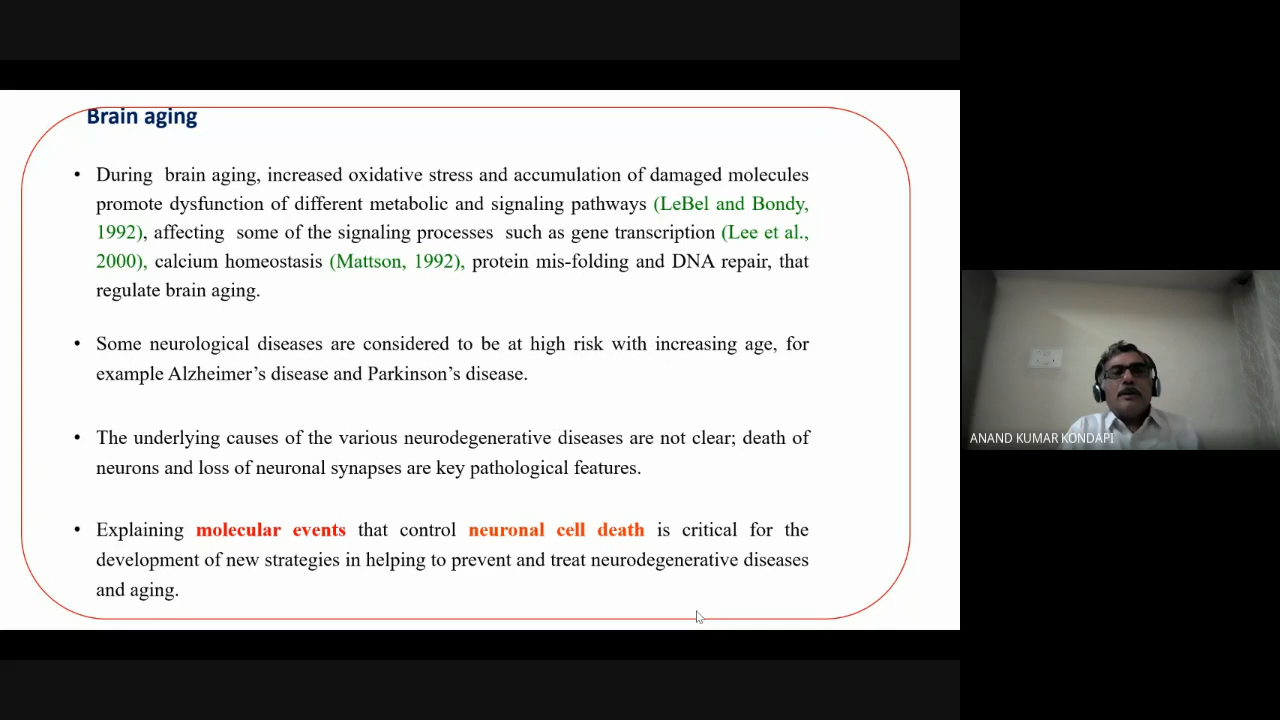 Brain aging
• During brain aging, increased oxidative stress and accumulation of damaged molecules
promote dysfunction of different metabolic and signaling pathways (LeBel and Bondy,
1992), affecting some of the signaling processes such as gene transcription (Lee et al.,
2000), calcium homeostasis (Mattson, 1992), protein mis-folding and DNA repair, that
regulate brain aging.
• Some neurological diseases are considered to be at high risk with increasing age, for
example Alzheimer’s disease and Parkinson’s disease.
• The underlying causes of the various neurodegenerative diseases are not clear; death of
neurons and loss of neuronal synapses are key pathological features.
• Explaining molecular events that control neuronal cell death is critical for the
development of new strategies in helping to prevent and treat neurodegenerative diseases
and aging.
ANAND KUMAR KONDAPI